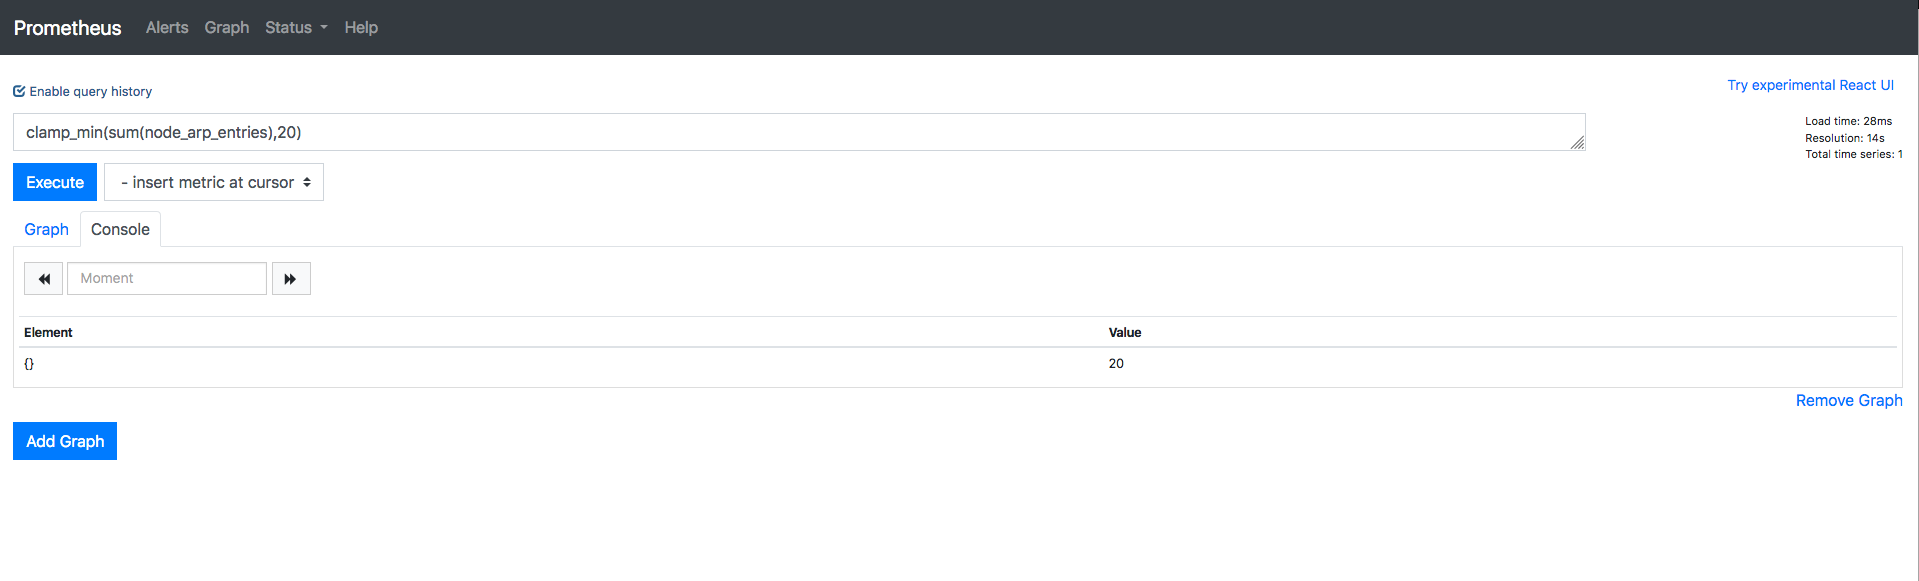 Prometheus Alerts Graph Status Help
Enable query history
Try experimental React UI
clamp_min(sum(node_arp_entries),20)
Load time: 28ms
Resolution: 14s
Total time series: 1
Execute - insert metric at cursor
Graph Console
Moment
Element Value
{} 20
Remove Graph
Add Graph